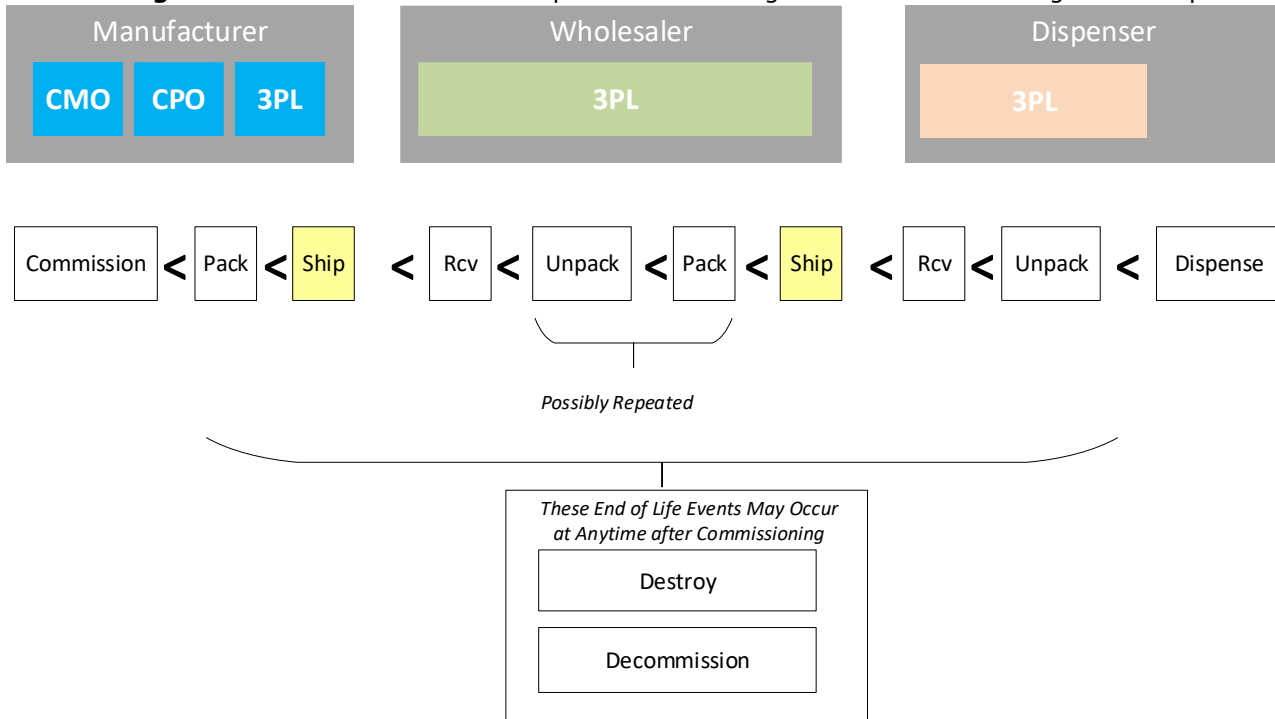 Manufacturer
Wholesaler
Dispenser
CMO
CPO
3PL
3PL
3PL
Commission < Pack < Ship < Rcv < Unpack < Pack < Ship < Rcv < Unpack < Dispense
Possibly Repeated
These End of Life Events May Occur
at Anytime after Commissioning
Destroy
Decommission